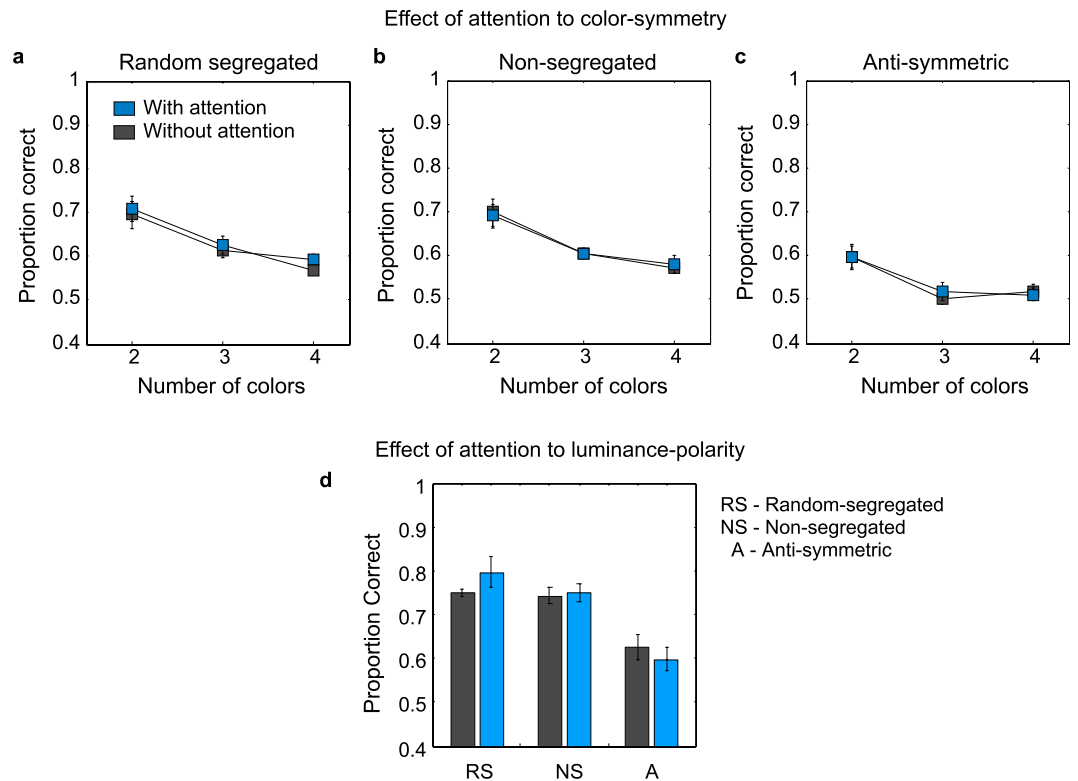 Effect of attention to color-symmetry
a
Random segregated
1
0.9
0.8
0.7
0.6
0.5
0.4
Proportion correct
With attention
Without attention
2 3 4
Number of colors
b
Non-segregated
1
0.9
0.8
0.7
0.6
0.5
0.4
Proportion correct
2 3 4
Number of colors
c
Anti-symmetric
1
0.9
0.8
0.7
0.6
0.5
0.4
Proportion correct
2 3 4
Number of colors
Effect of attention to luminance-polarity
d
1
0.9
0.8
0.7
0.6
0.5
0.4
Proportion Correct
RS NS A
RS - Random-segregated
NS - Non-segregated
A - Anti-symmetric